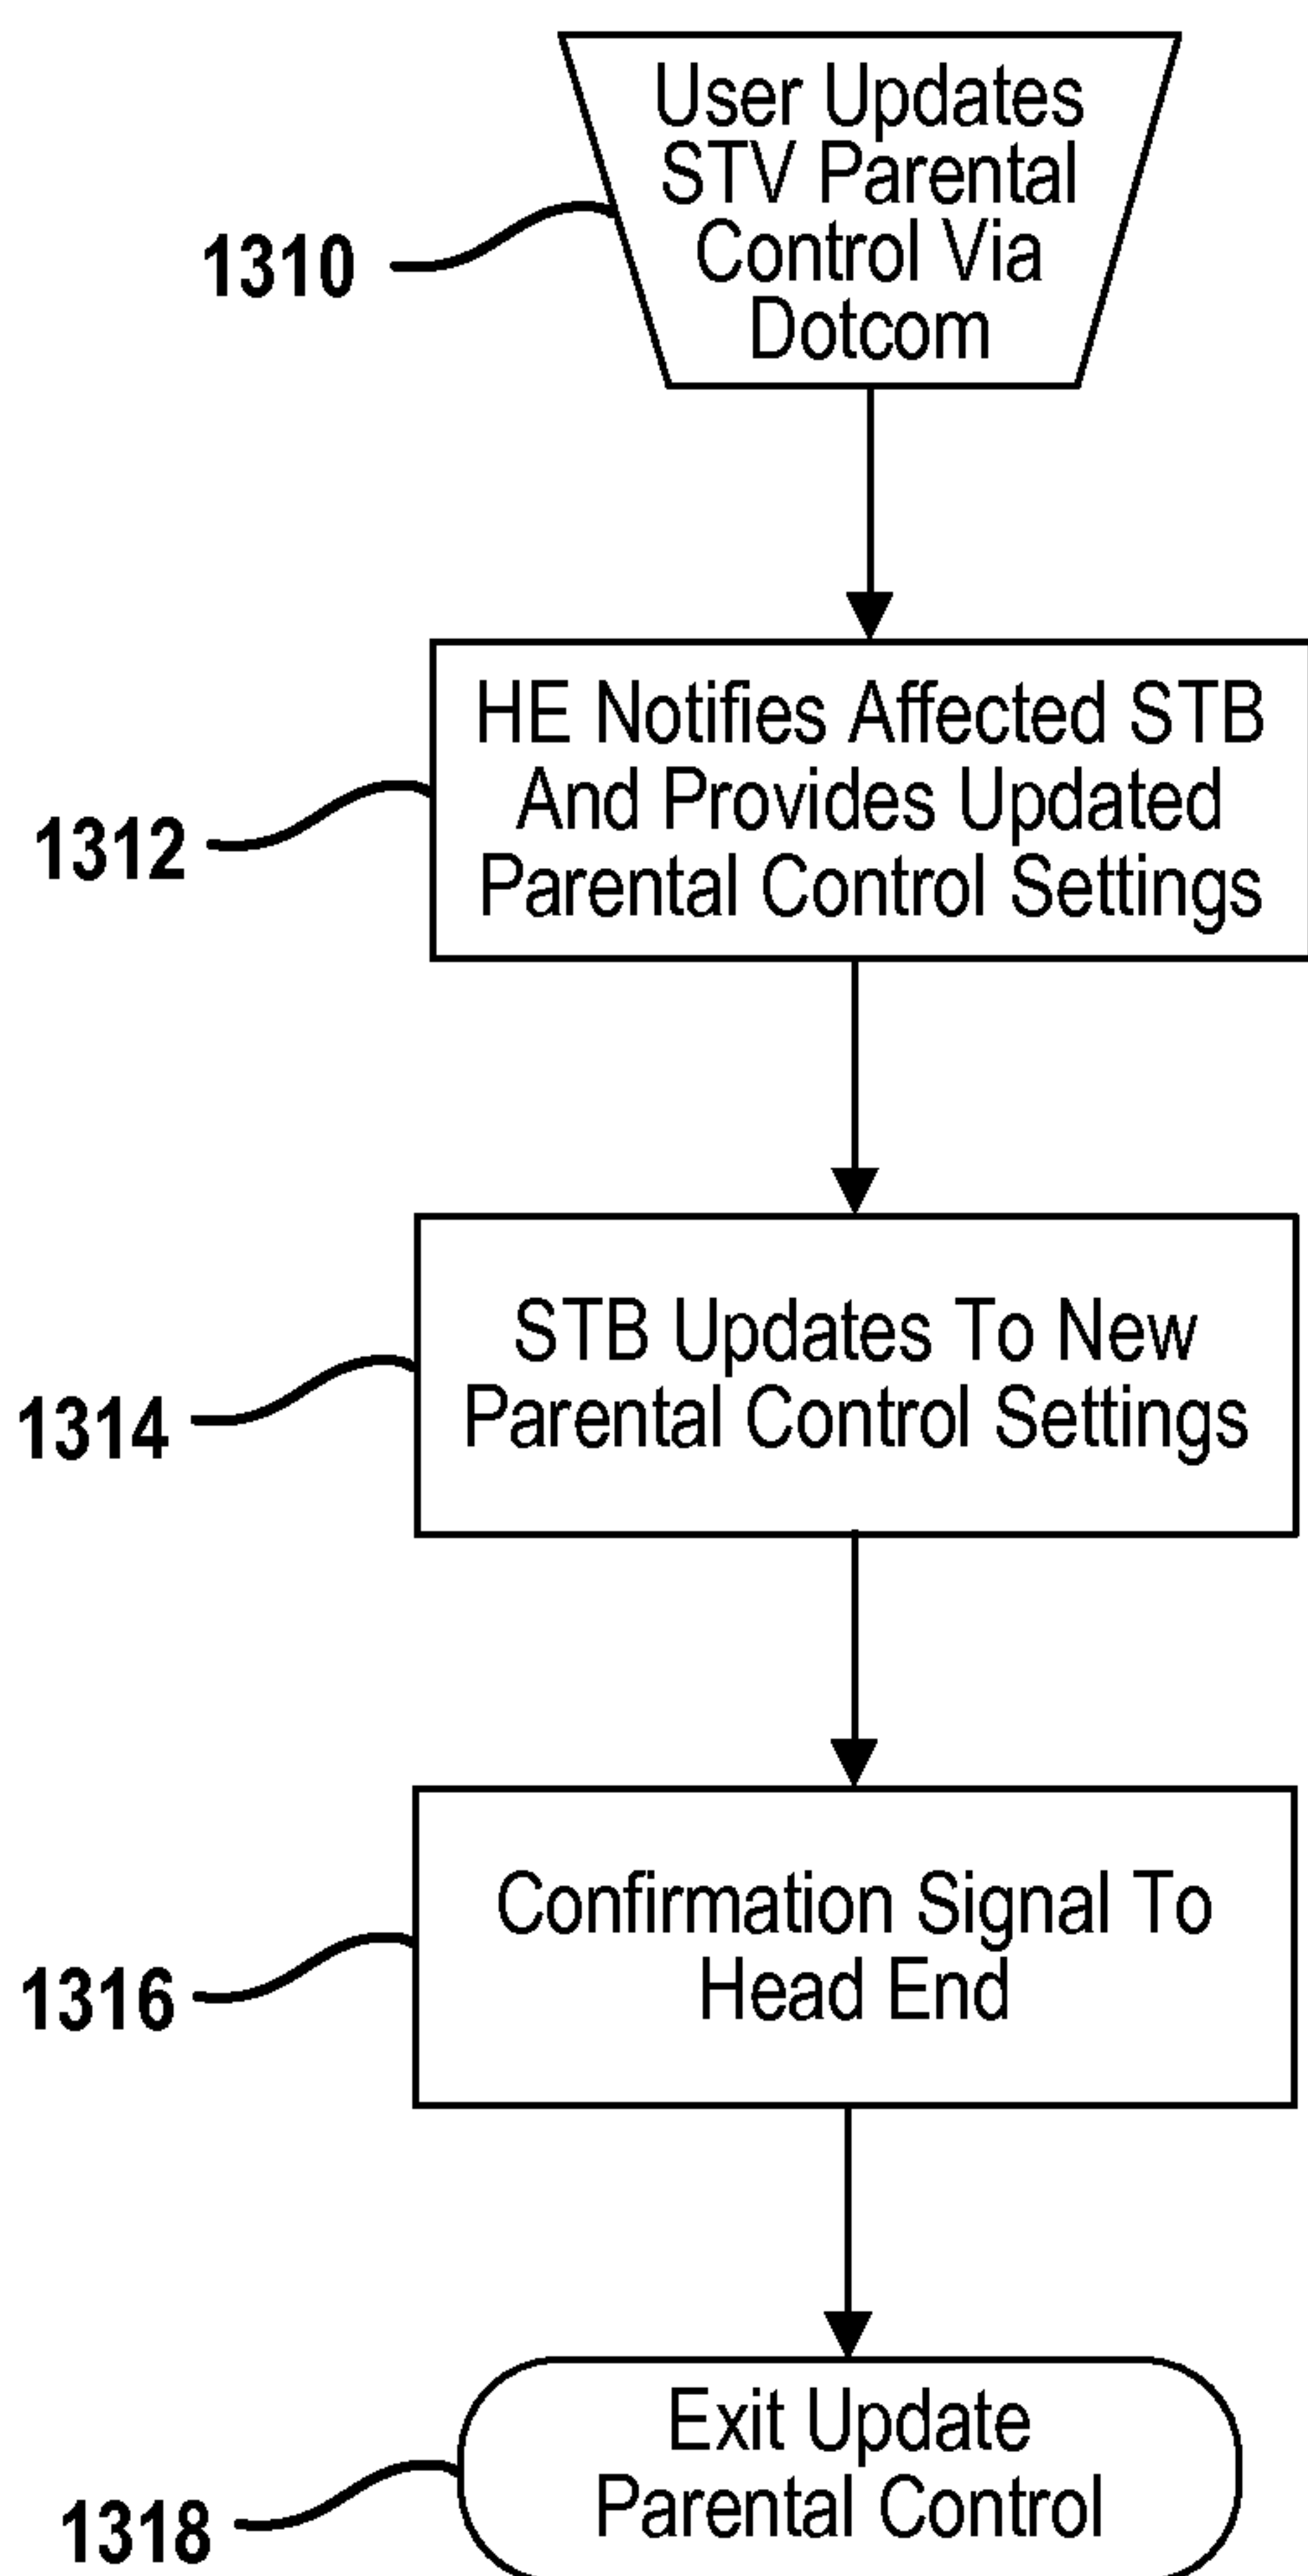 User Updates
STV Parental
Control Via
Dotcom
1310
HE Notifies Affected STB
And Provides Updated
Parental Control Settings
1312
STB Updates To New
Parental Control Settings
1314
Confirmation Signal To
Head End
1316
Exit Update
Parental Control
1318